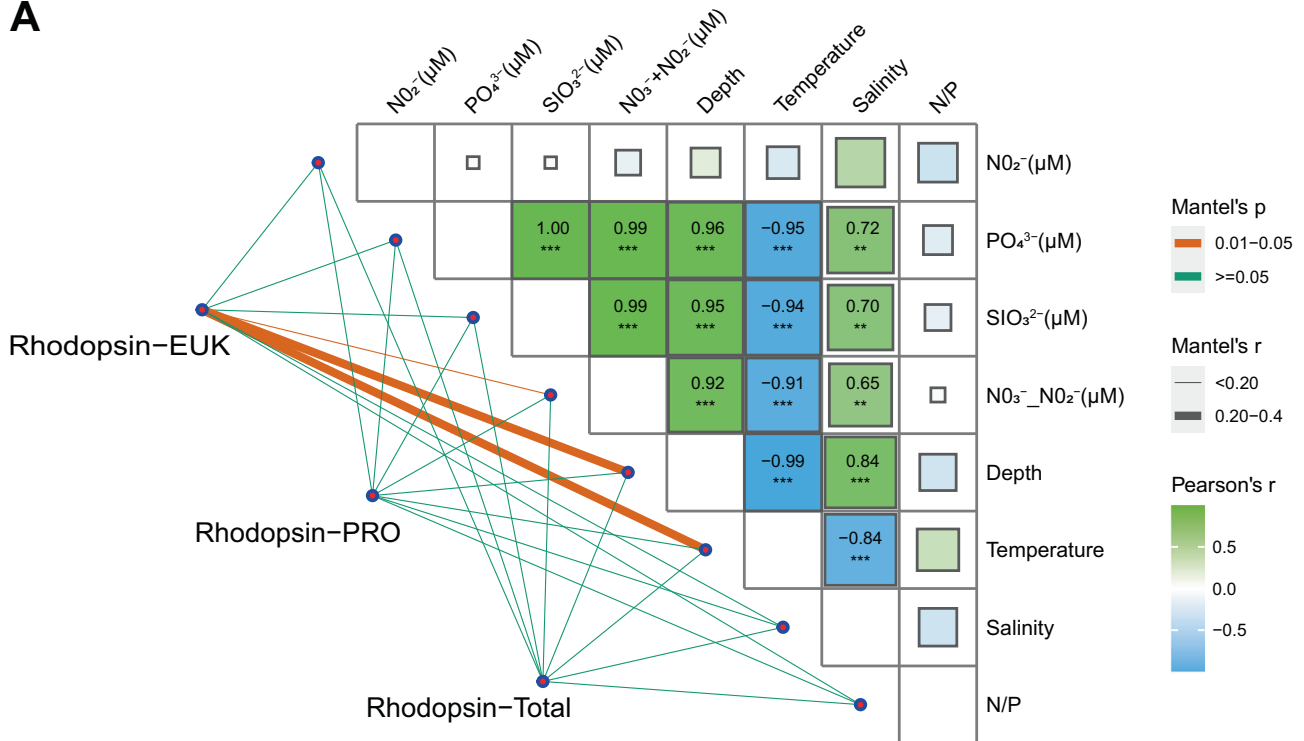 A
N0₂⁻(µM)
PO₄³⁻(µM)
SIO₃²⁻(µM)
N0₃⁻+N0₂⁻(µM)
Depth
Temperature
Salinity
N/P
N0₂⁻(µM)
1.00 0.99 0.96 −0.95 0.72
*** *** *** *** **
PO₄³⁻(µM)
0.99 0.95 −0.94 0.70
*** *** *** **
SIO₃²⁻(µM)
0.92 −0.91 0.65
*** *** **
N0₃⁻_N0₂⁻(µM)
−0.99 0.84
*** ***
Depth
−0.84
***
Temperature
Salinity
N/P
Rhodopsin−EUK
Rhodopsin−PRO
Rhodopsin−Total
Mantel's p
0.01−0.05
>=0.05
Mantel's r
<0.20
0.20−0.4
Pearson's r
0.5
0.0
−0.5